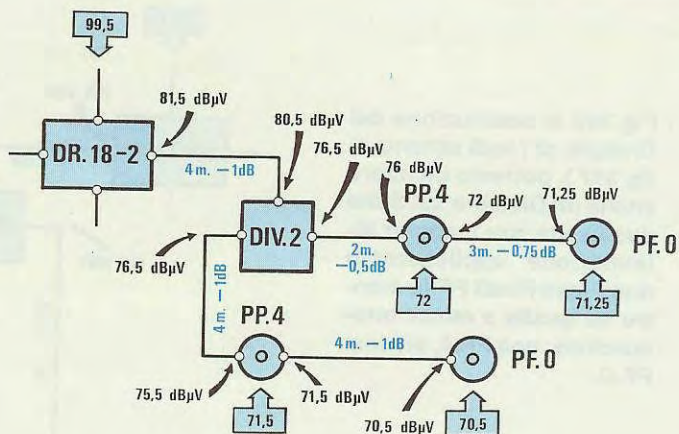 99,5
81,5 dBµV
80,5 dBµV
76,5 dBµV
76 dBµV
PP.4
72 dBµV
71,25 dBµV
DR.18-2
4 m. - 1dB
DIV.2
2m.
-0,5dB
3m. -0,75dB
PF.0
76,5 dBµV
4 m. - 1dB
72
71,25
PP.4
4 m. - 1dB
PF.0
75,5 dBµV
71,5 dBµV
71,5
70,5 dBµV
70,5